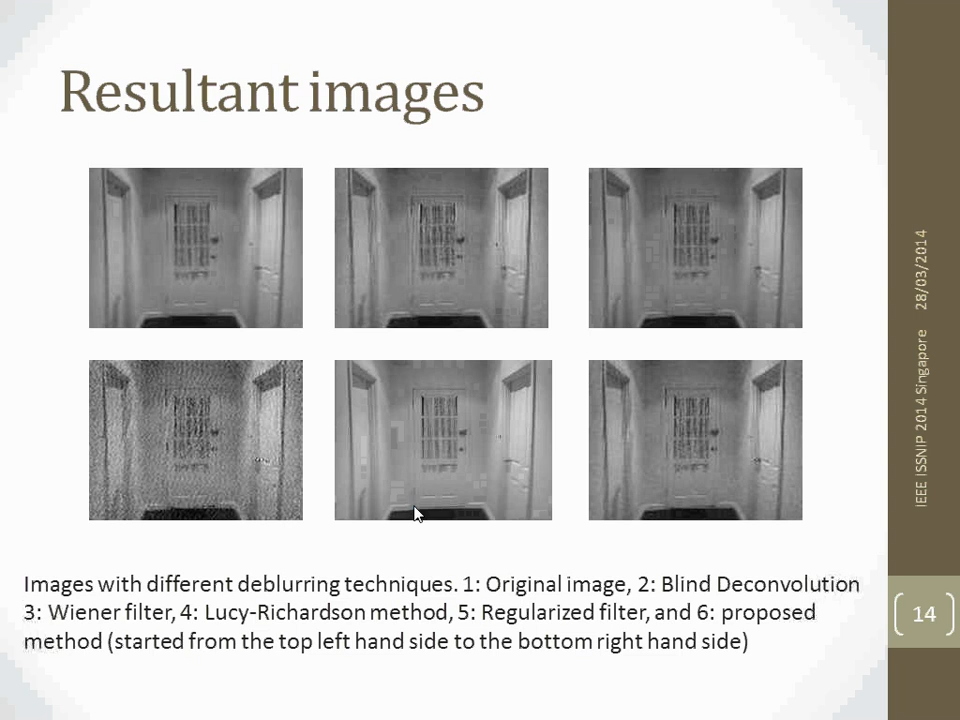 Resultant images
Images with different deblurring techniques. 1: Original image, 2: Blind Deconvolution
3: Wiener filter, 4: Lucy-Richardson method, 5: Regularized filter, and 6: proposed
method (started from the top left hand side to the bottom right hand side)
IEEE ISSNIP 2014 Singapore 28/03/2014
14